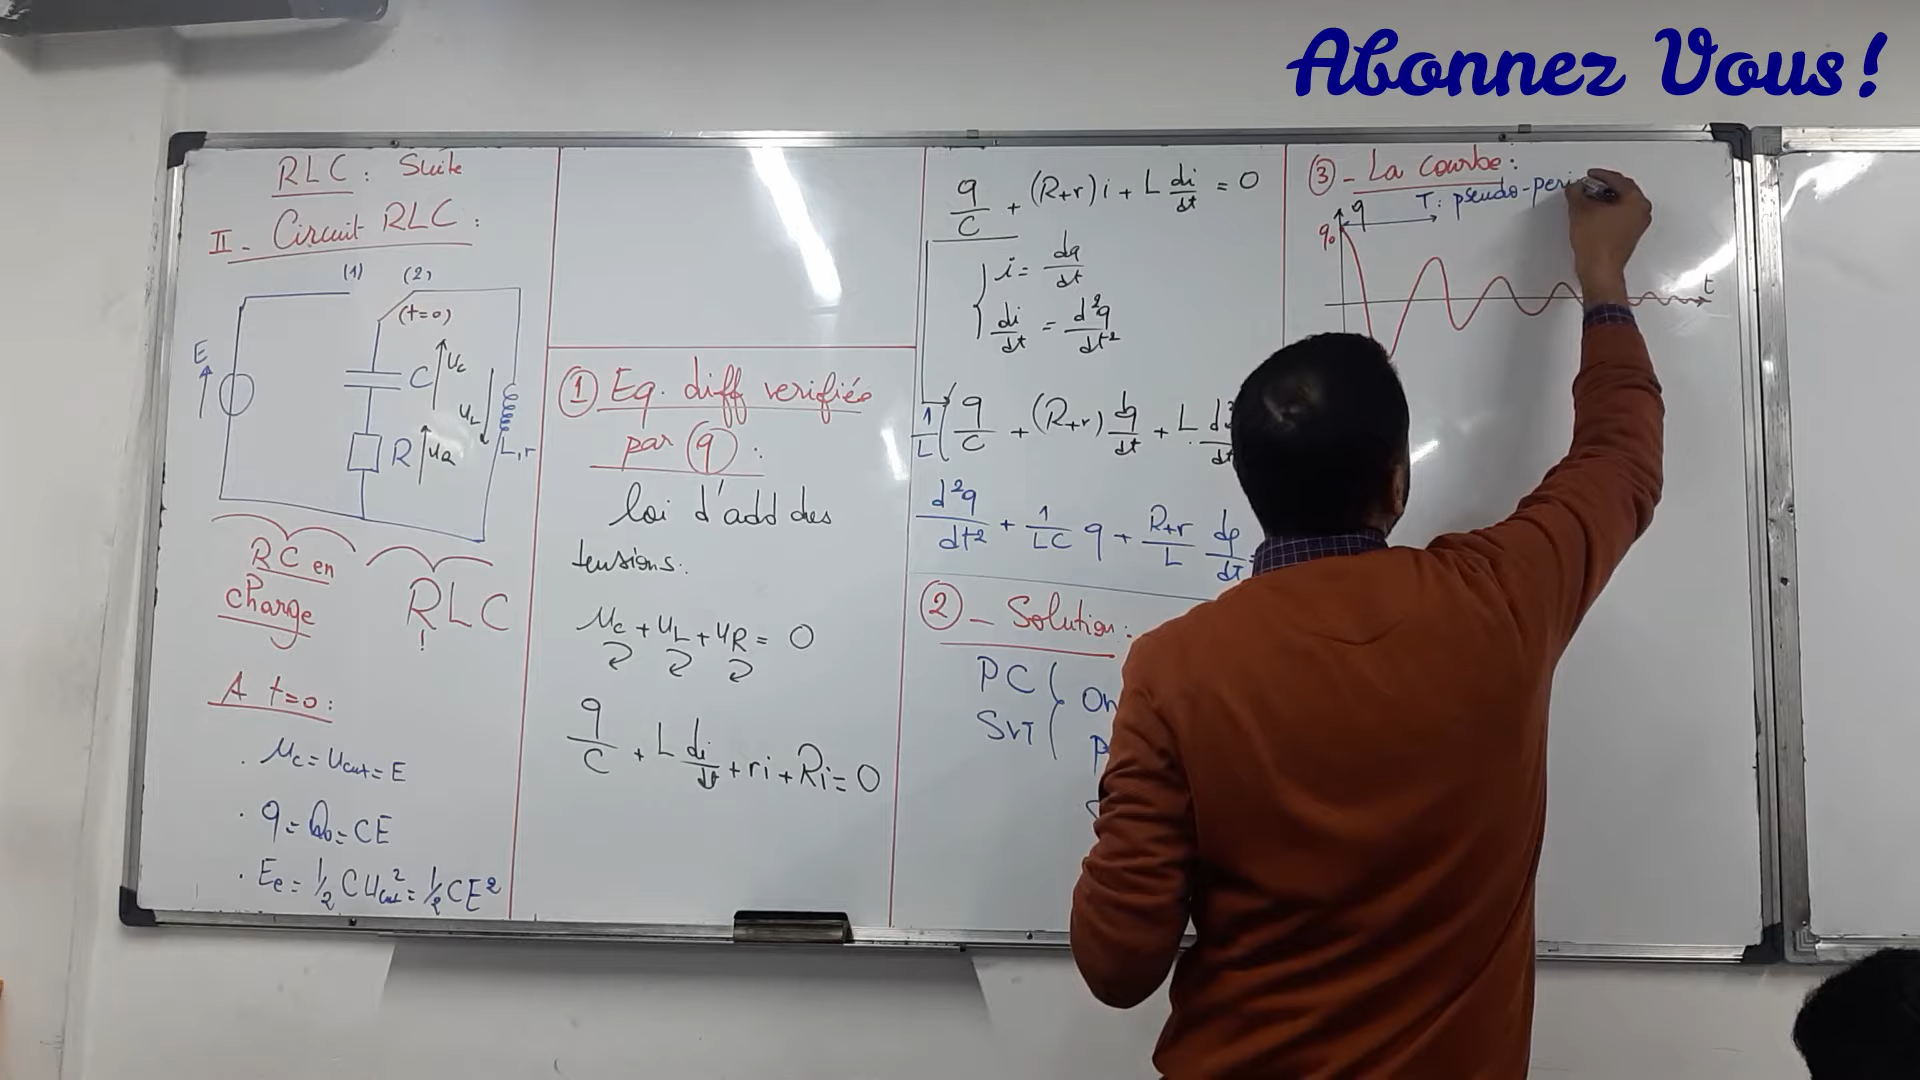 Abonnez Vous!
RLC: Suite
II - Circuit RLC:
(1) (2)
(t=0)
E
C
uc
uL
L,r
R
uR
RC en
charge
RLC
!
A t=0:
. uc = ucut = E
. q = Q0 = CE
. Ee = 1/2 C ucut² = 1/2 CE²
① Eq. diff verifiée
par (q) :
loi d'add des
tensions:
uc + uL + uR = 0
q/C + L di/dt + ri + Ri = 0
q/C + (R+r)i + L di/dt = 0
i = dq/dt
di/dt = d²q/dt²
1/L ( q/C + (R+r) dq/dt + L
d²q/dt² + 1/LC q + R+r/L dq/dt
② - Solution:
PC
SVT
③ - La courbe:
T: pseudo-peri
q
q0
t